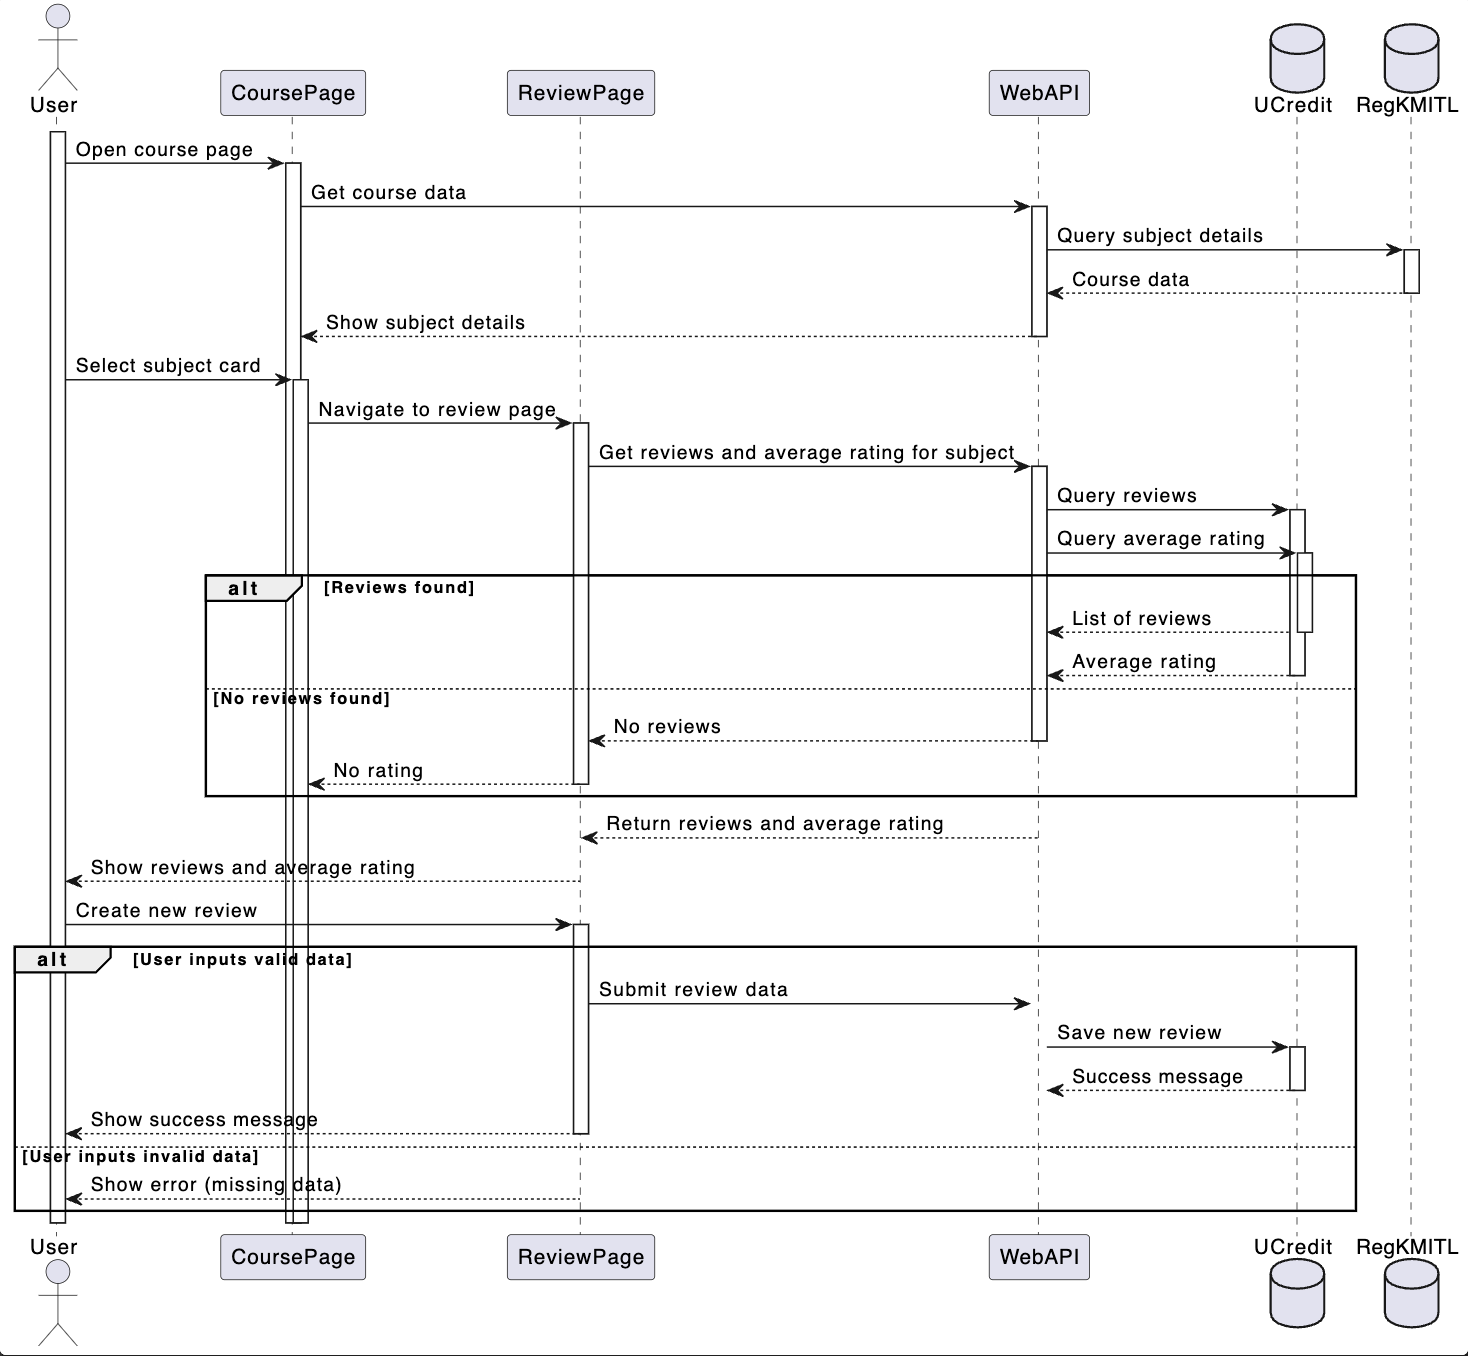 User
CoursePage
ReviewPage
WebAPI
UCredit
RegKMITL
Open course page
Get course data
Query subject details
Course data
Show subject details
Select subject card
Navigate to review page
Get reviews and average rating for subject
Query reviews
Query average rating
alt
[Reviews found]
List of reviews
Average rating
[No reviews found]
No reviews
No rating
Return reviews and average rating
Show reviews and average rating
Create new review
alt
[User inputs valid data]
Submit review data
Save new review
Success message
Show success message
[User inputs invalid data]
Show error (missing data)
User
CoursePage
ReviewPage
WebAPI
UCredit
RegKMITL